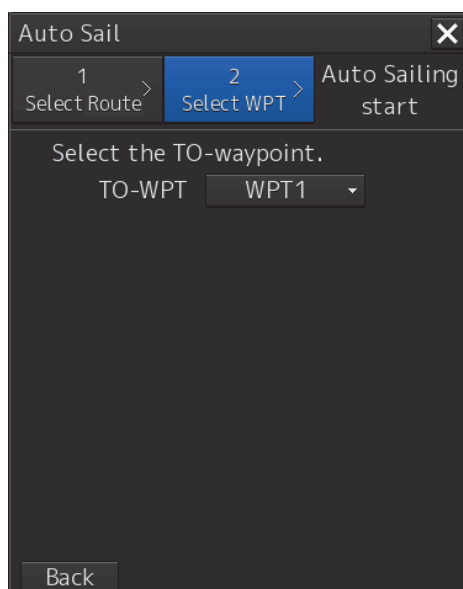 Auto Sail
1
Select Route
2
Select WPT
Auto Sailing
start
Select the TO-waypoint.
TO-WPT WPT1
Back